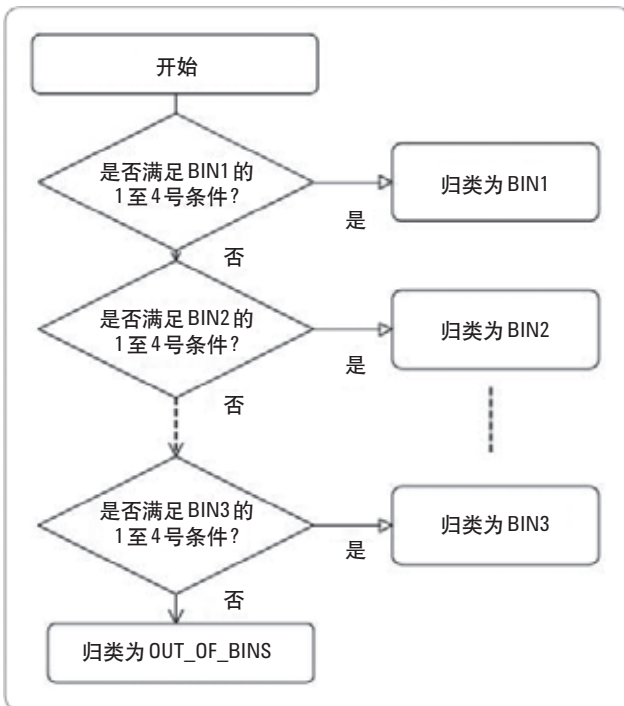 开始
是否满足BIN1的
1至4号条件?
归类为BIN1
是
否
是否满足BIN2的
1至4号条件?
归类为BIN2
是
否
是否满足BIN3的
1至4号条件?
归类为BIN3
是
否
归类为OUT_OF_BINS